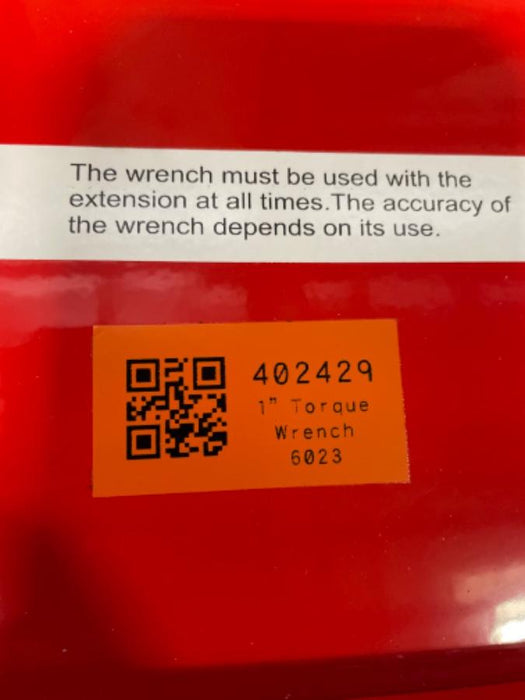 The wrench must be used with the
extension at all times.The accuracy of
the wrench depends on its use.
402429
1" Torque
Wrench
6023